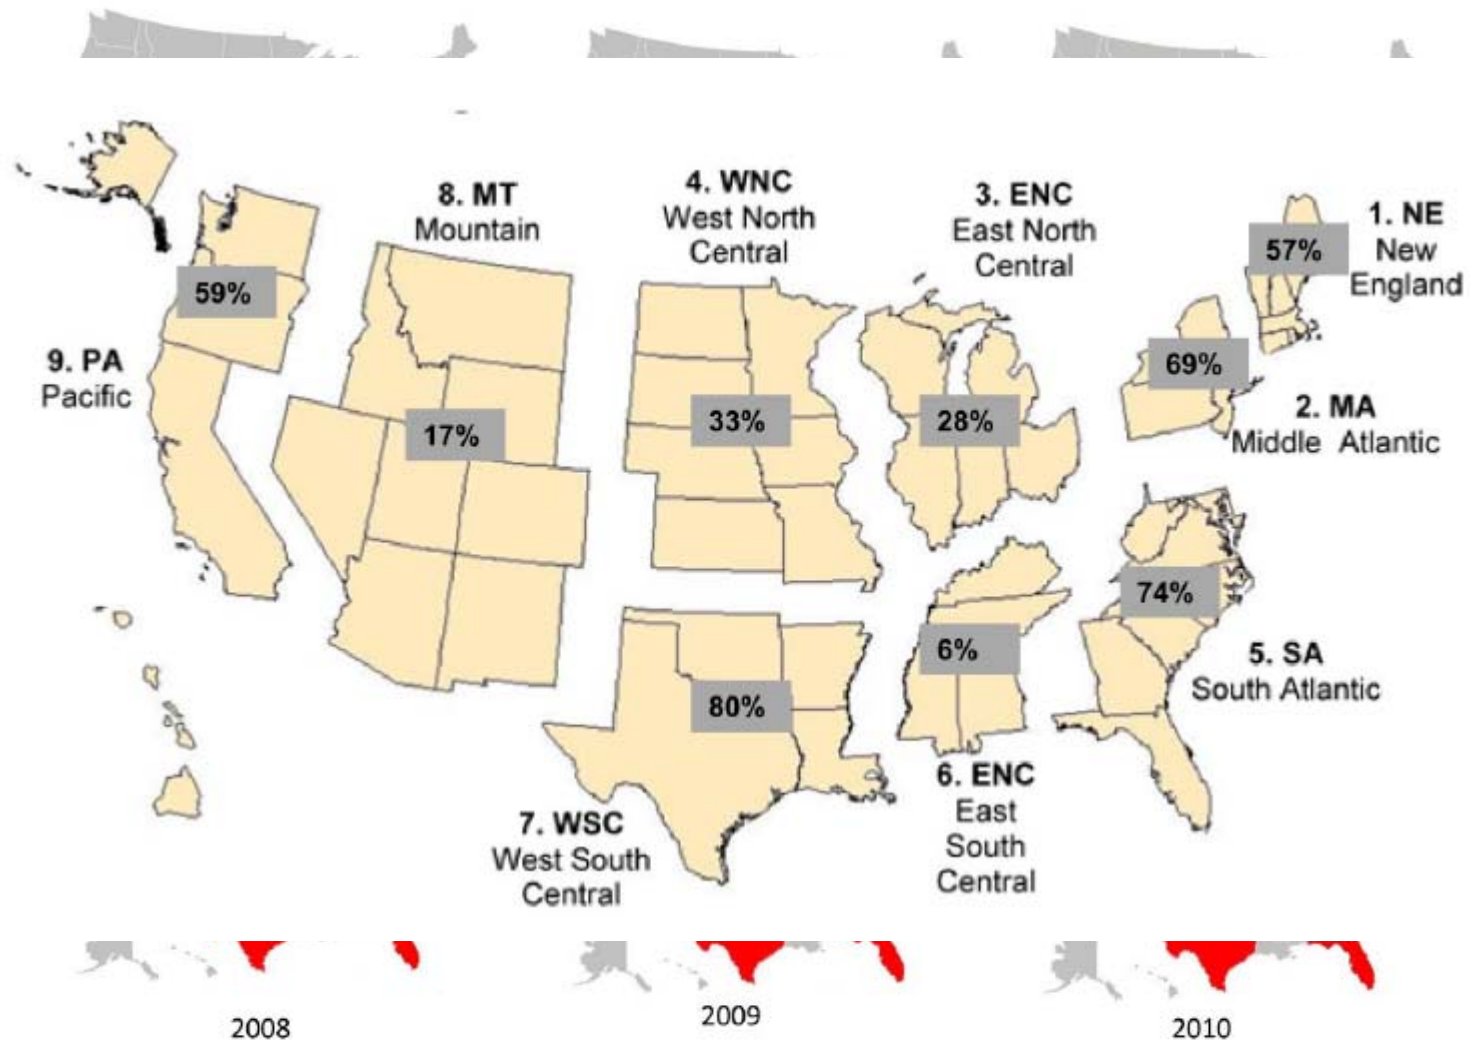 8. MT
Mountain
4. WNC
West North
Central
3. ENC
East North
Central
1. NE
New
England
57%
59%
9. PA
Pacific
69%
2. MA
Middle Atlantic
17%
33%
28%
74%
5. SA
South Atlantic
6%
80%
6. ENC
East
South
Central
7. WSC
West South
Central
2008
2009
2010